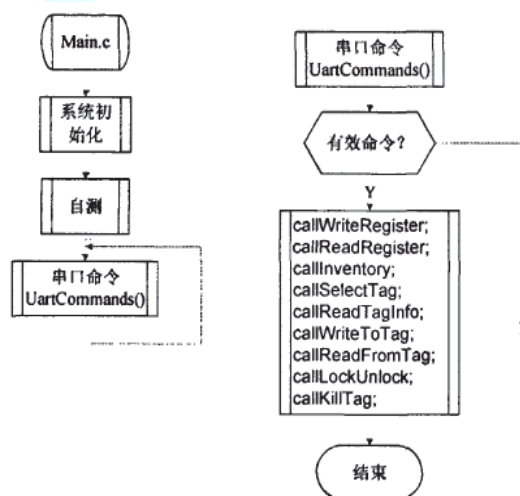 Main.c
系统初
始化
自测
串口命令
UartCommands()
串口命令
UartCommands()
有效命令?
Y
callWriteRegister;
callReadRegister;
callInventory;
callSelectTag;
callReadTagInfo;
callWriteToTag;
callReadFromTag;
callLockUnlock;
callKillTag;
结束